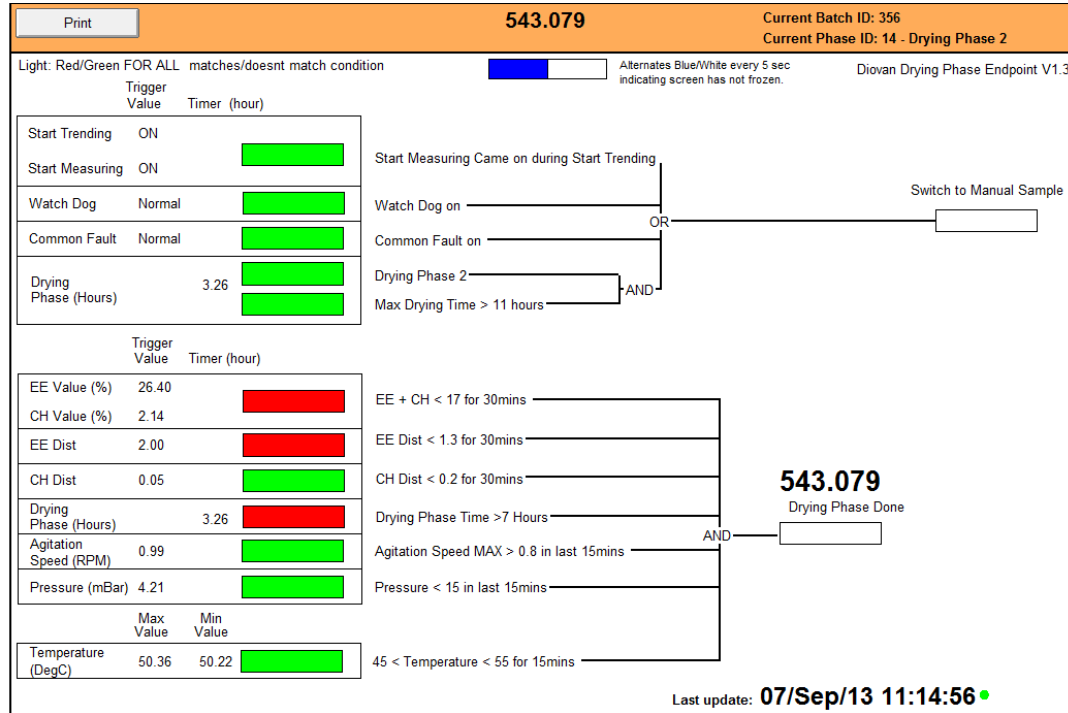 Print
543.079
Current Batch ID: 356
Current Phase ID: 14 - Drying Phase 2
Light: Red/Green FOR ALL matches/doesnt match condition
Alternates Blue/White every 5 sec
indicating screen has not frozen.
Diovan Drying Phase Endpoint V1.3
Trigger
Value Timer (hour)
Start Trending ON
Start Measuring ON
Start Measuring Came on during Start Trending
Watch Dog Normal
Watch Dog on
Common Fault Normal
Common Fault on
OR
Switch to Manual Sample
Drying
Phase (Hours)
3.26
Drying Phase 2
Max Drying Time > 11 hours
AND
Trigger
Value Timer (hour)
EE Value (%) 26.40
CH Value (%) 2.14
EE + CH < 17 for 30mins
EE Dist 2.00
EE Dist < 1.3 for 30mins
CH Dist 0.05
CH Dist < 0.2 for 30mins
Drying
Phase (Hours)
3.26
Drying Phase Time >7 Hours
Agitation
Speed (RPM)
0.99
Agitation Speed MAX > 0.8 in last 15mins
Pressure (mBar) 4.21
Pressure < 15 in last 15mins
AND
543.079
Drying Phase Done
Max
Value
Min
Value
Temperature
(DegC)
50.36 50.22
45 < Temperature < 55 for 15mins
Last update: 07/Sep/13 11:14:56